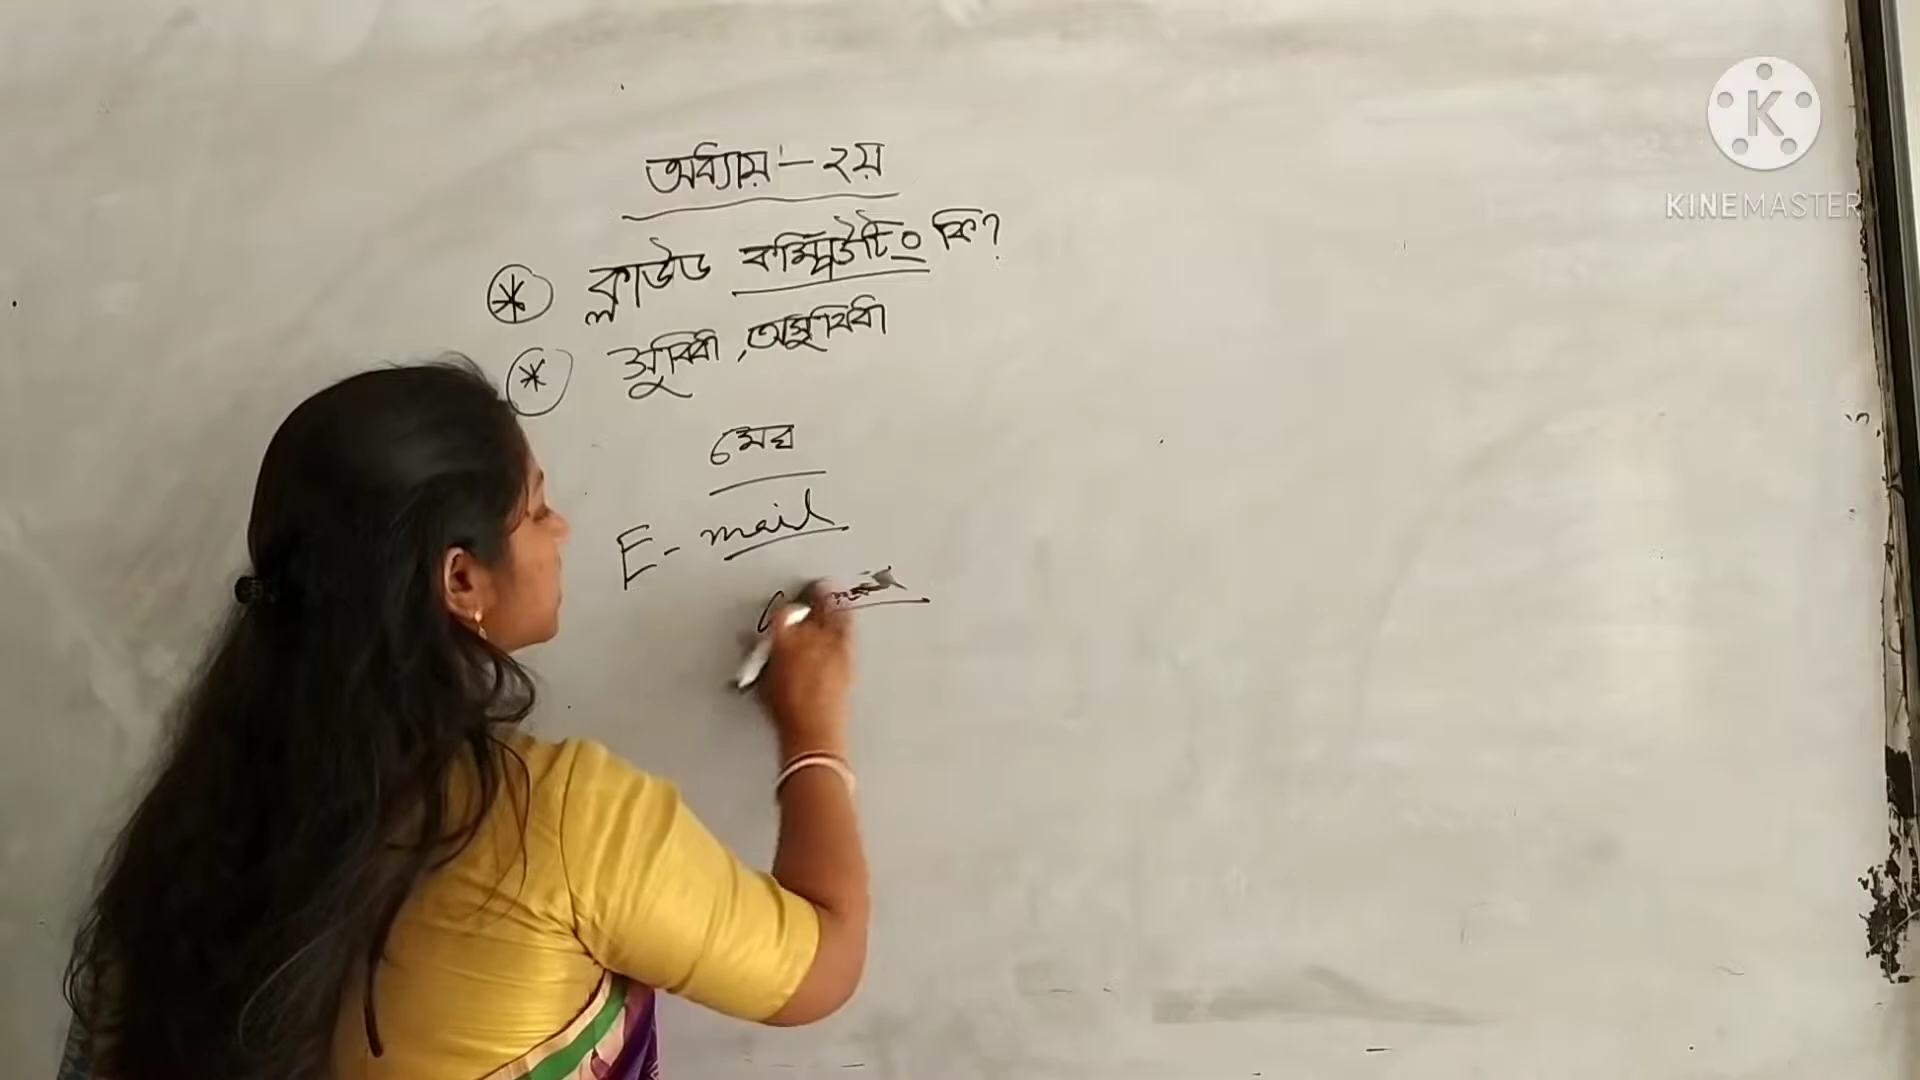 অধ্যায়ঃ- ২য়
* ক্লাউড কম্পিউটিং কি?
* সুবিধা, অসুবিধা
মেঘ
E-mail
K
KINEMASTER